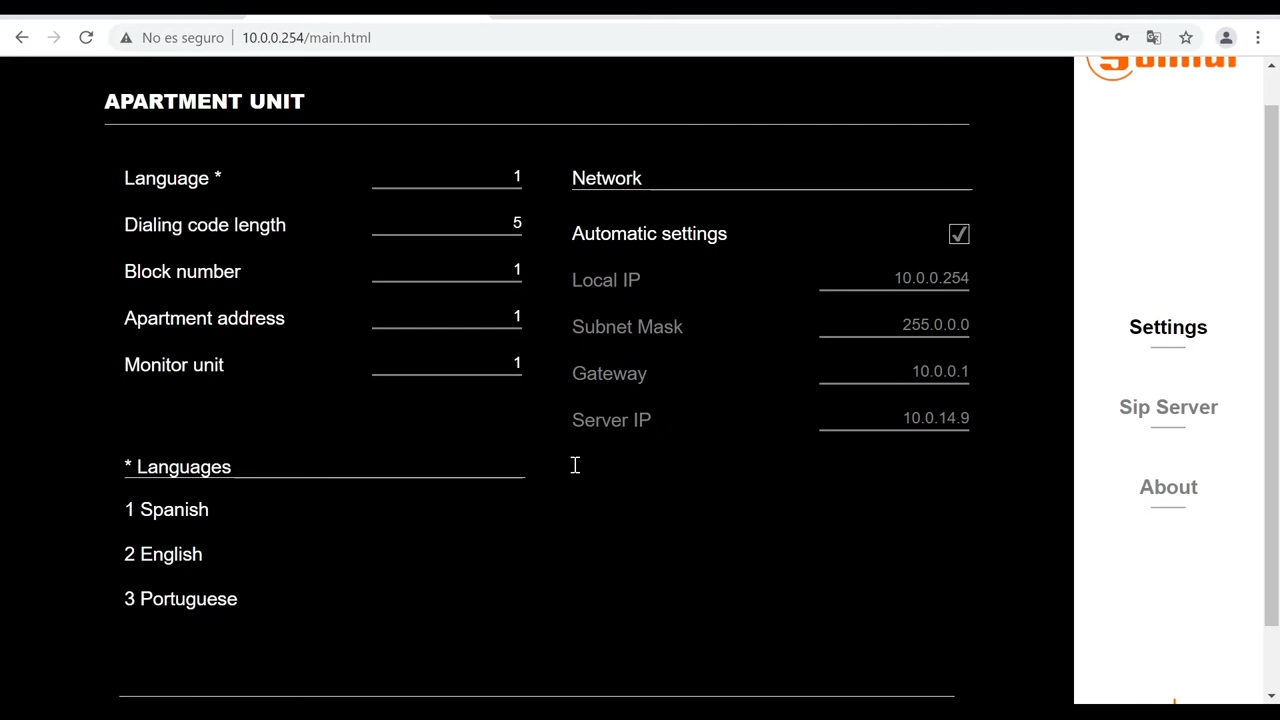 No es seguro 10.0.0.254/main.html
APARTMENT UNIT
Language * 1
Dialing code length 5
Block number 1
Apartment address 1
Monitor unit 1
* Languages
1 Spanish
2 English
3 Portuguese
Network
Automatic settings
Local IP 10.0.0.254
Subnet Mask 255.0.0.0
Gateway 10.0.0.1
Server IP 10.0.14.9
Settings
Sip Server
About